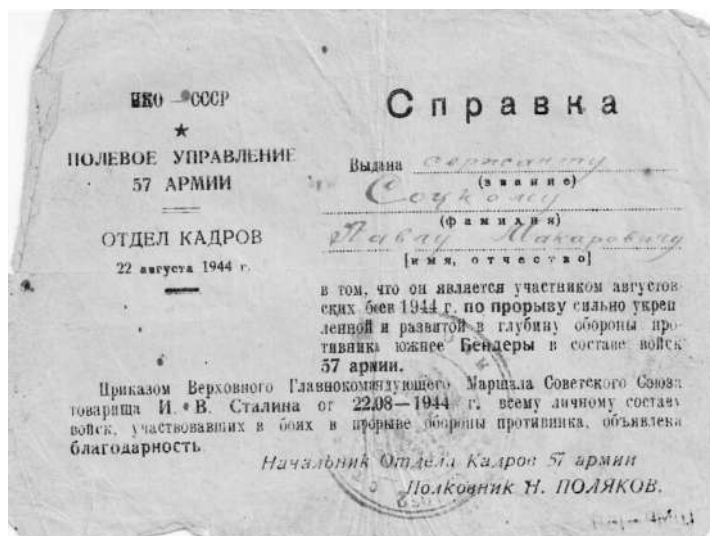 НКО — СССР
★
ПОЛЕВОЕ УПРАВЛЕНИЕ
57 АРМИИ
ОТДЕЛ КАДРОВ
22 августа 1944 г.
Справка
Выдана сержанту
(звание)
(фамилия)
Павлу Макаровичу
[имя, отчество]
в том, что он является участником августов-
ских боев 1944 г. по прорыву сильно укреп
ленной и развитой в глубину обороны про-
тивника южнее Бендеры в составе войск
57 армии.
Приказом Верховного Главнокомандующего Маршала Советского Союза
товарища И. В. Сталина от 22.08—1944 г. всему личному составу
войск, участвовавших в боях в прорыве обороны противника, объявлена
благодарность
Начальник Отдела Кадров 57 армии
Полковник Н. ПОЛЯКОВ.